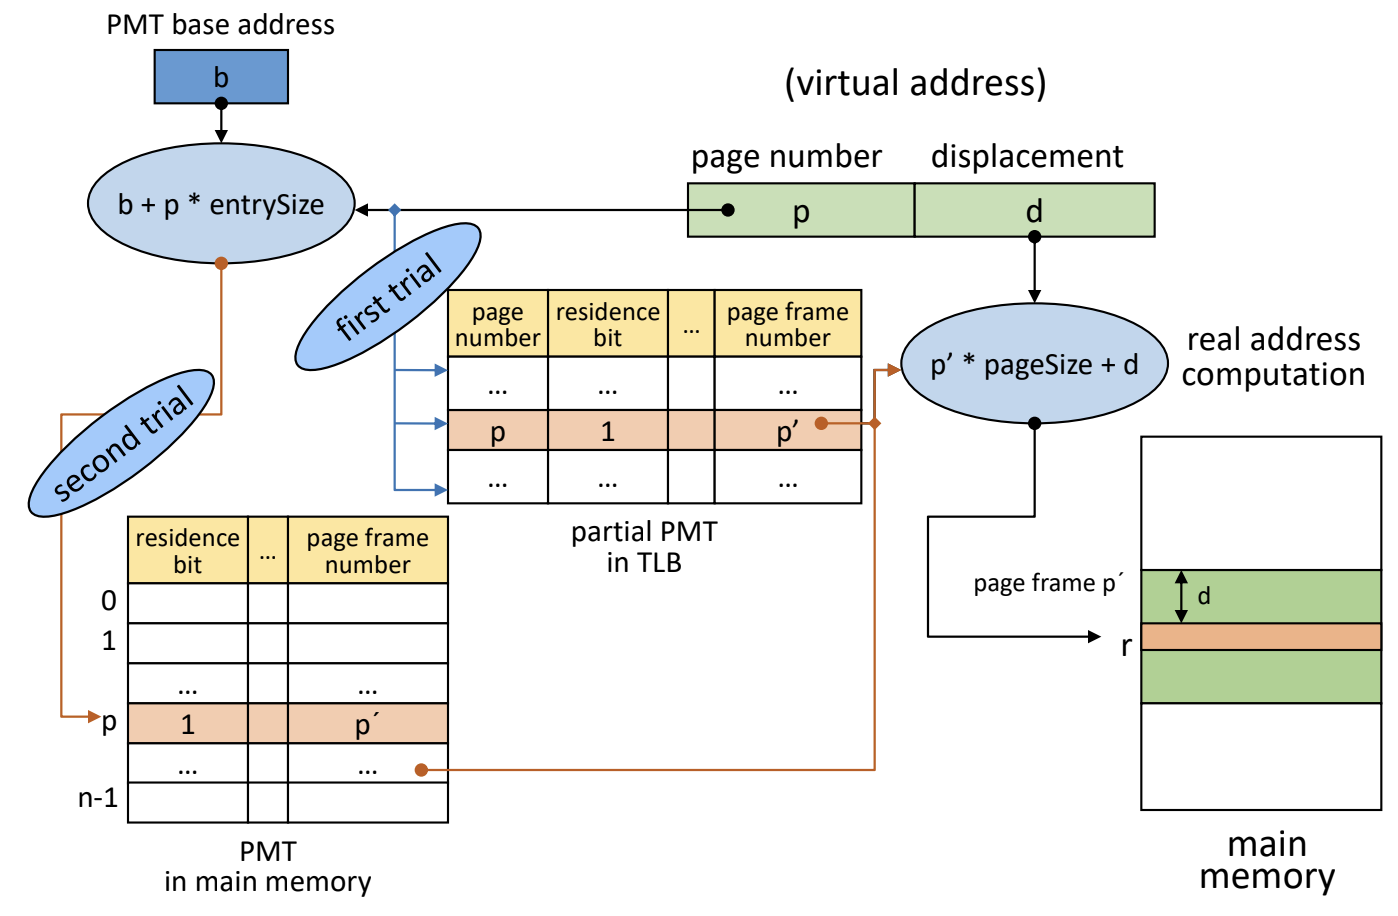 PMT base address
b
(virtual address)
page number displacement
p d
b + p * entrySize
first trial
page number residence bit ... page frame number
... ... ...
p 1 p’
... ... ...
partial PMT
in TLB
p’ * pageSize + d
real address
computation
second trial
residence bit ... page frame number
0
1
... ...
p 1 p´
... ...
n-1
PMT
in main memory
page frame p´
d
r
main
memory